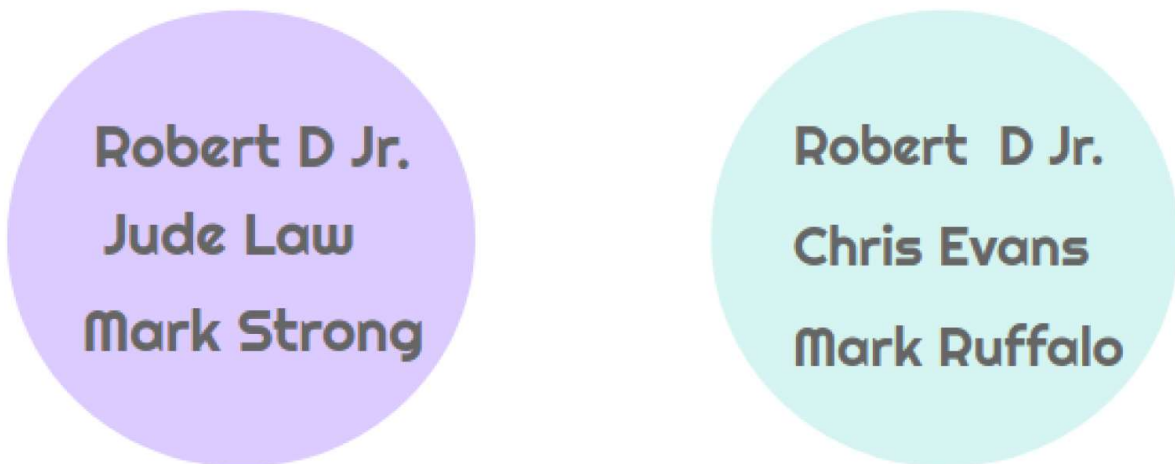 Robert D Jr.
Jude Law
Mark Strong
Robert D Jr.
Chris Evans
Mark Ruffalo